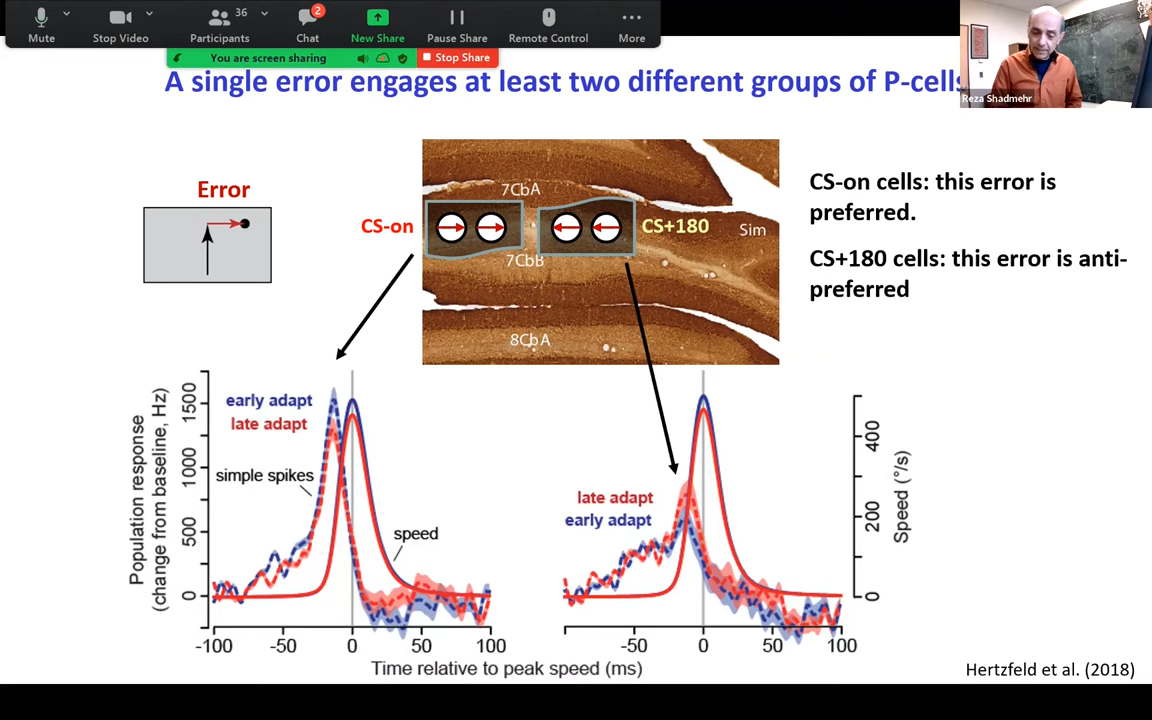 36
2
Mute
Stop Video
Participants
Chat
New Share
Pause Share
Remote Control
More
You are screen sharing
Stop Share
Reza Shadmehr
A single error engages at least two different groups of P-cells
Error
CS-on
7CbA
CS+180
Sim
7CbB
8CbA
CS-on cells: this error is
preferred.
CS+180 cells: this error is anti-
preferred
Population response
(change from baseline, Hz)
1500
1000
500
0
early adapt
late adapt
simple spikes
speed
-100
-50
0
50
100
late adapt
early adapt
-50
0
50
100
400
200
0
Speed (°/s)
Time relative to peak speed (ms)
Hertzfeld et al. (2018)